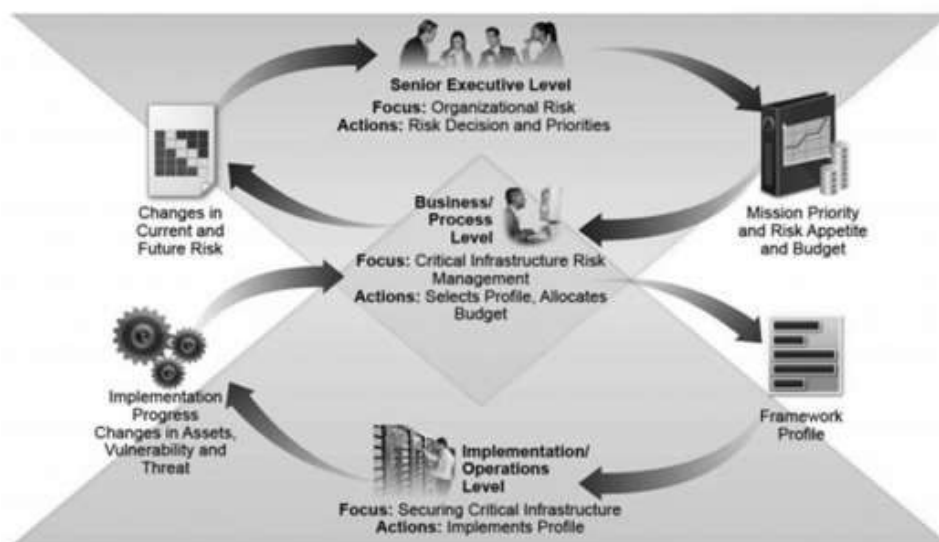 Senior Executive Level
Focus: Organizational Risk
Actions: Risk Decision and Priorities
Changes in
Current and
Future Risk
Mission Priority
and Risk Appetite
and Budget
Business/
Process
Level
Focus: Critical Infrastructure Risk
Management
Actions: Selects Profile, Allocates
Budget
Implementation
Progress
Changes in Assets,
Vulnerability and
Threat
Framework
Profile
Implementation/
Operations
Level
Focus: Securing Critical Infrastructure
Actions: Implements Profile